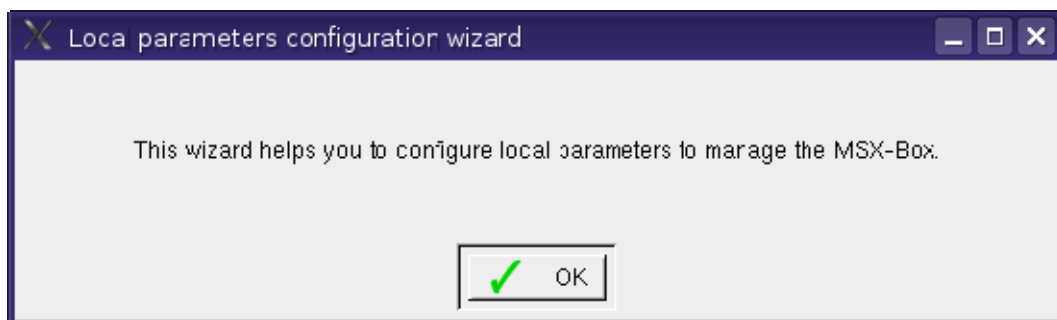 Local parameters configuration wizard
This wizard helps you to configure local parameters to manage the MSX-Box.
OK